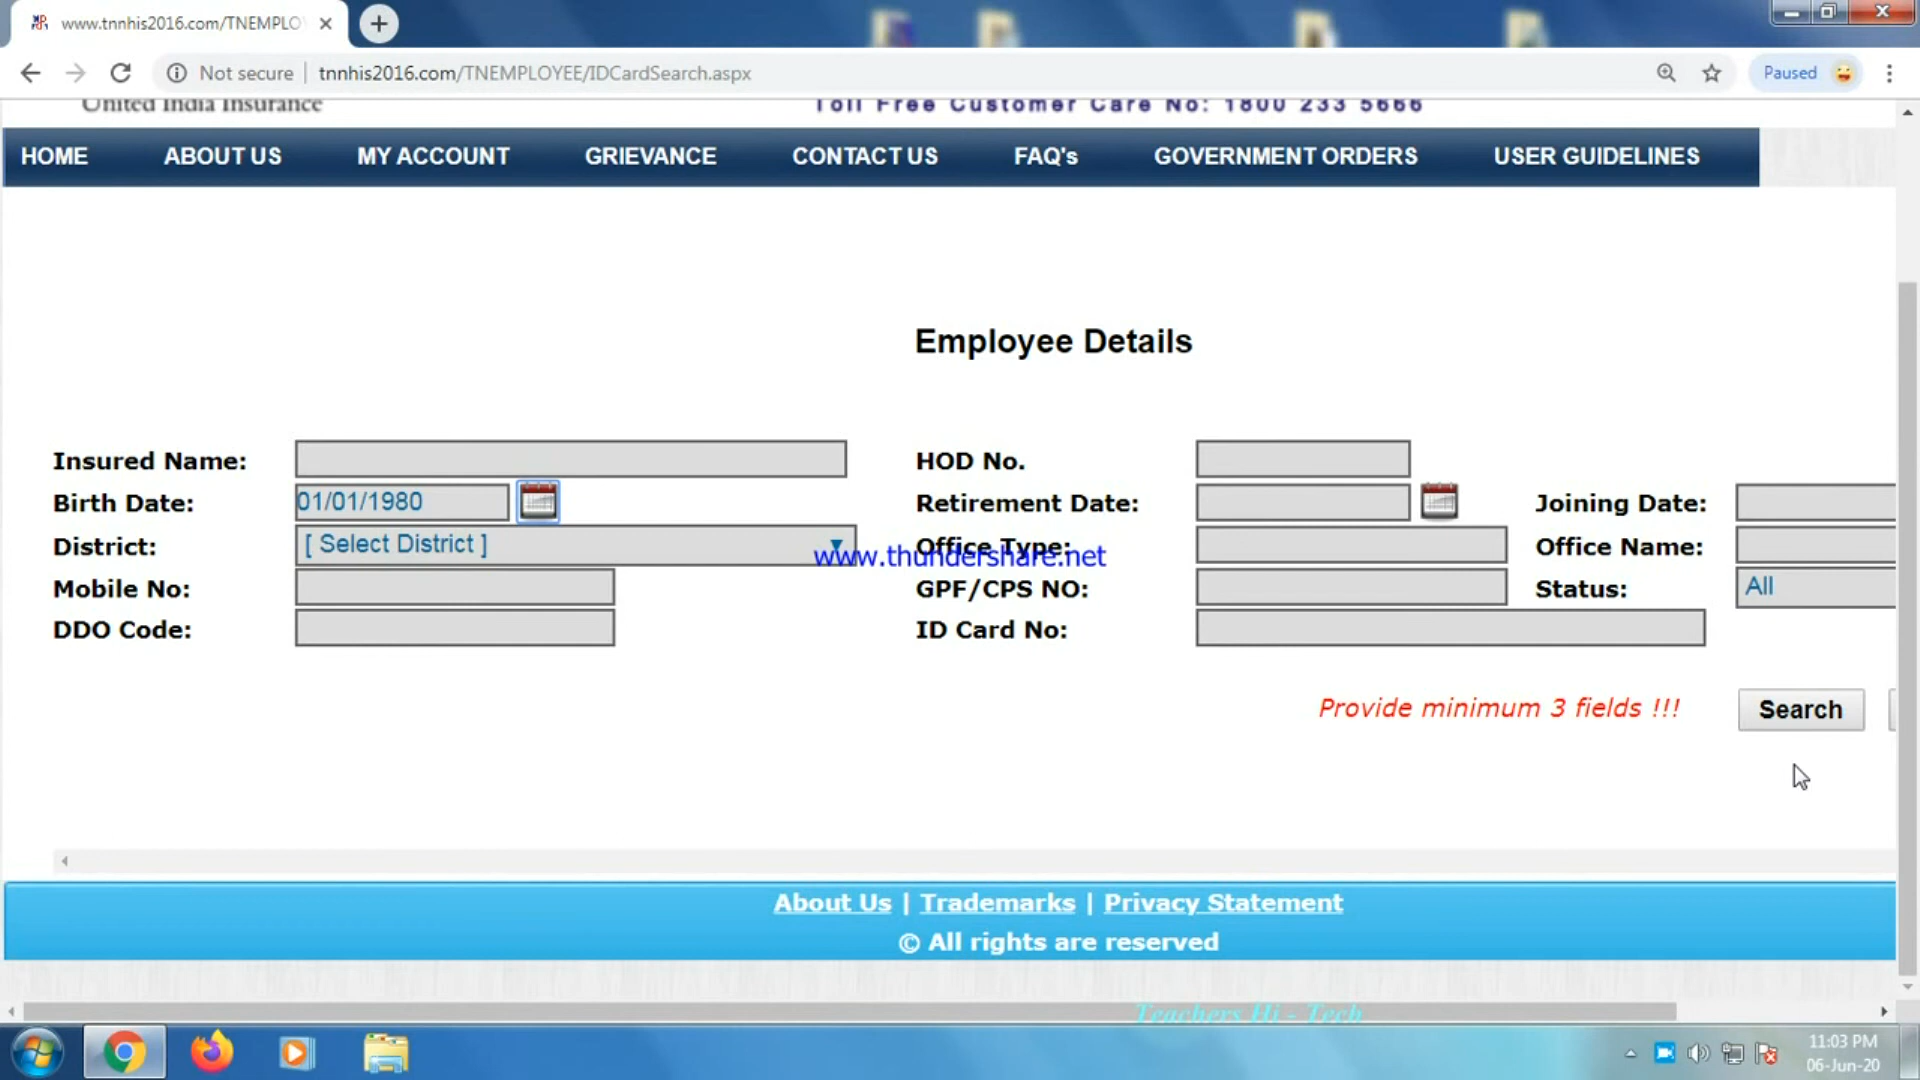 www.tnnhis2016.com/TNEMPLO
Not secure | tnnhis2016.com/TNEMPLOYEE/IDCardSearch.aspx
Paused
United India Insurance
Toll Free Customer Care No: 1800 233 5666
HOME ABOUT US MY ACCOUNT GRIEVANCE CONTACT US FAQ's GOVERNMENT ORDERS USER GUIDELINES
Employee Details
Insured Name: HOD No.
Birth Date: 01/01/1980 Retirement Date: Joining Date:
District: [ Select District ] Office Type: Office Name:
www.thundershare.net
Mobile No: GPF/CPS NO: Status: All
DDO Code: ID Card No:
Provide minimum 3 fields !!! Search
About Us | Trademarks | Privacy Statement
© All rights are reserved
Teachers Hi - Tech
11:03 PM
06-Jun-20